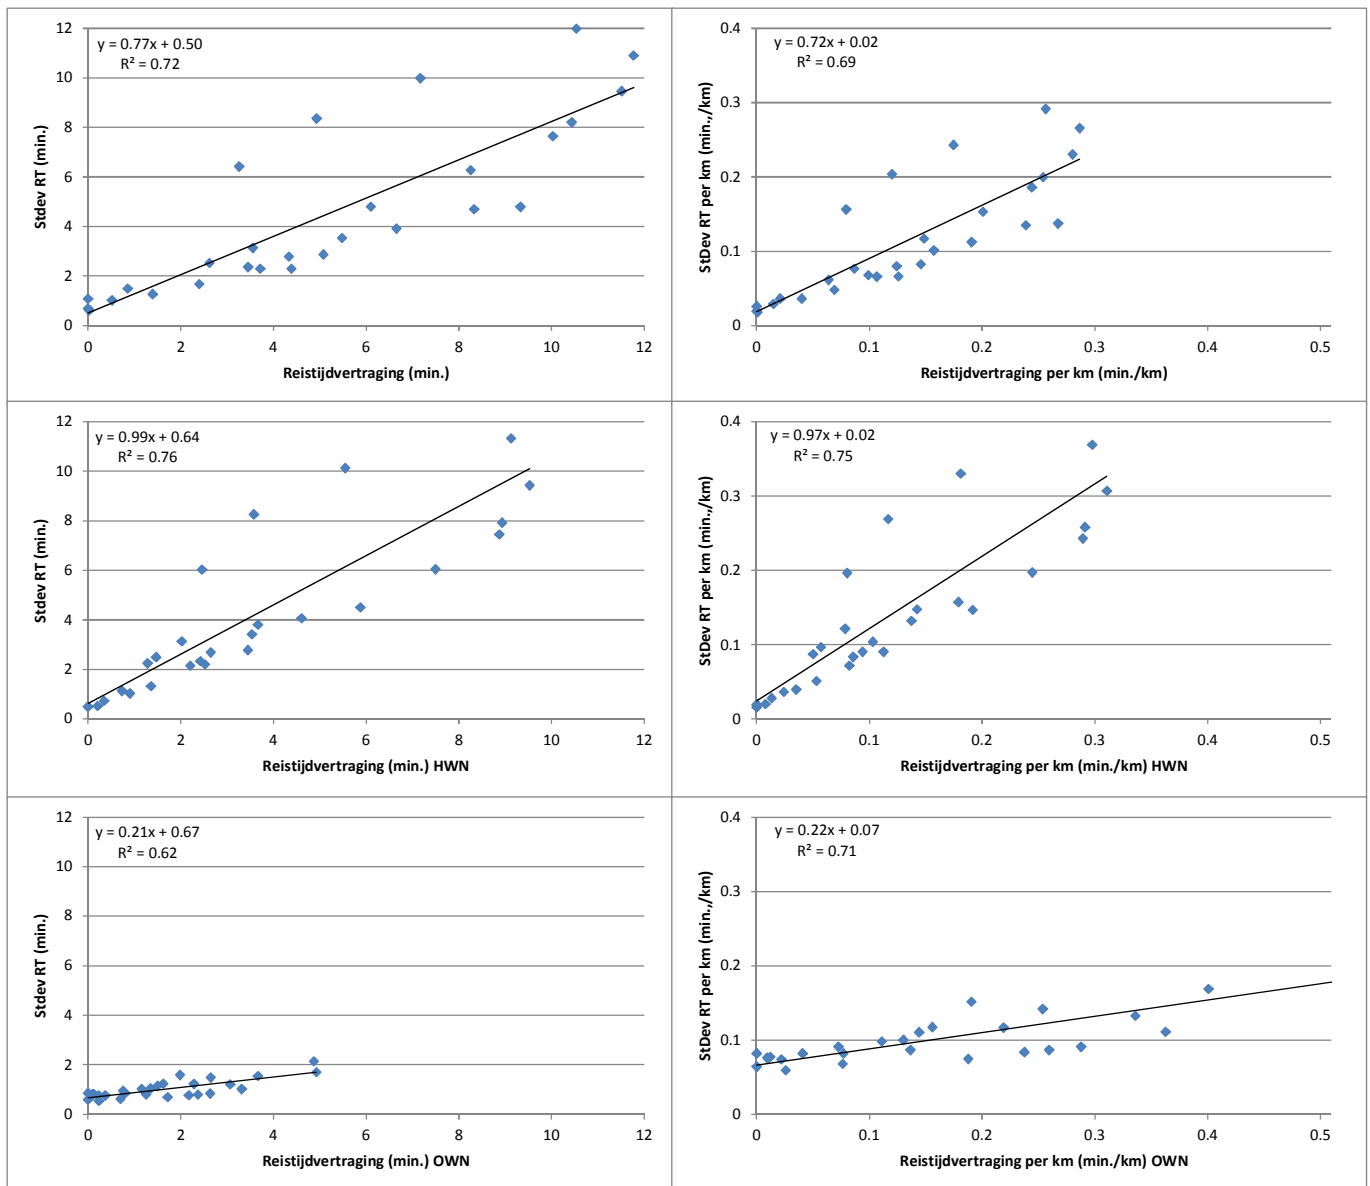 y = 0.77x + 0.50
R² = 0.72
12
10
8
6
4
2
0
Stdev RT (min.)
0 2 4 6 8 10 12
Reistijdvertraging (min.)
y = 0.72x + 0.02
R² = 0.69
0.4
0.3
0.2
0.1
0
StDev RT per km (min.,/km)
0 0.1 0.2 0.3 0.4 0.5
Reistijdvertraging per km (min./km)
y = 0.99x + 0.64
R² = 0.76
12
10
8
6
4
2
0
Stdev RT (min.)
0 2 4 6 8 10 12
Reistijdvertraging (min.) HWN
y = 0.97x + 0.02
R² = 0.75
0.4
0.3
0.2
0.1
0
StDev RT per km (min.,/km)
0 0.1 0.2 0.3 0.4 0.5
Reistijdvertraging per km (min./km) HWN
y = 0.21x + 0.67
R² = 0.62
12
10
8
6
4
2
0
Stdev RT (min.)
0 2 4 6 8 10 12
Reistijdvertraging (min.) OWN
y = 0.22x + 0.07
R² = 0.71
0.4
0.3
0.2
0.1
0
StDev RT per km (min.,/km)
0 0.1 0.2 0.3 0.4 0.5
Reistijdvertraging per km (min./km) OWN